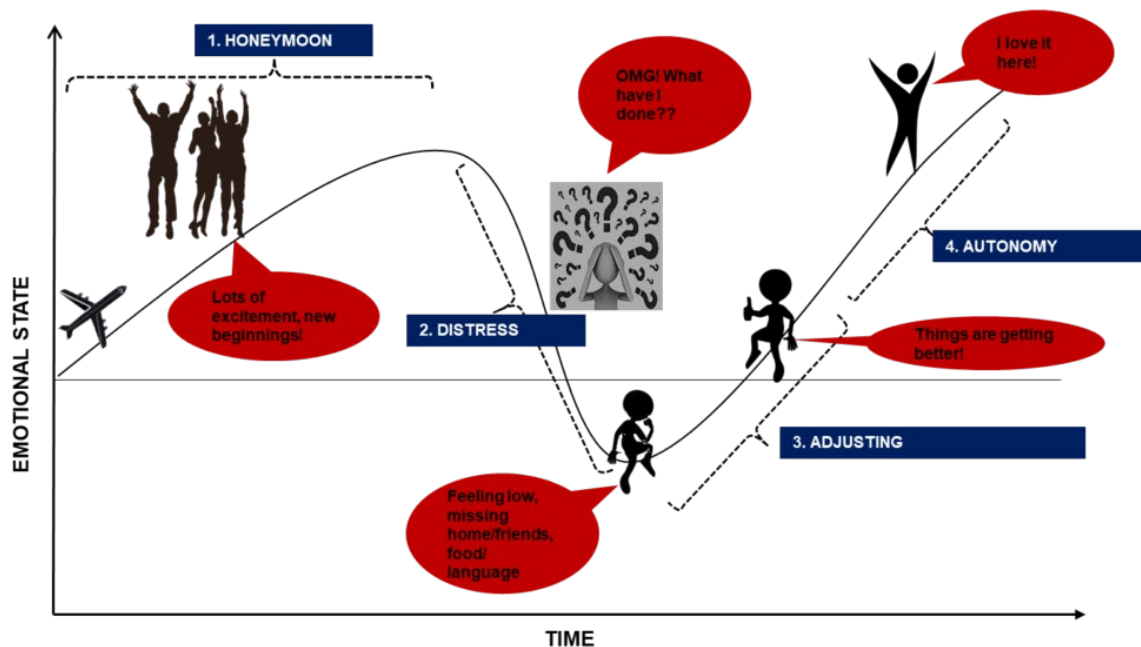 1. HONEYMOON
I love it
here!
OMG! What
have I
done??
4. AUTONOMY
Lots of
excitement, new
beginnings!
2. DISTRESS
Things are getting
better!
3. ADJUSTING
Feeling low,
missing
home/friends,
food/
language
EMOTIONAL STATE
TIME